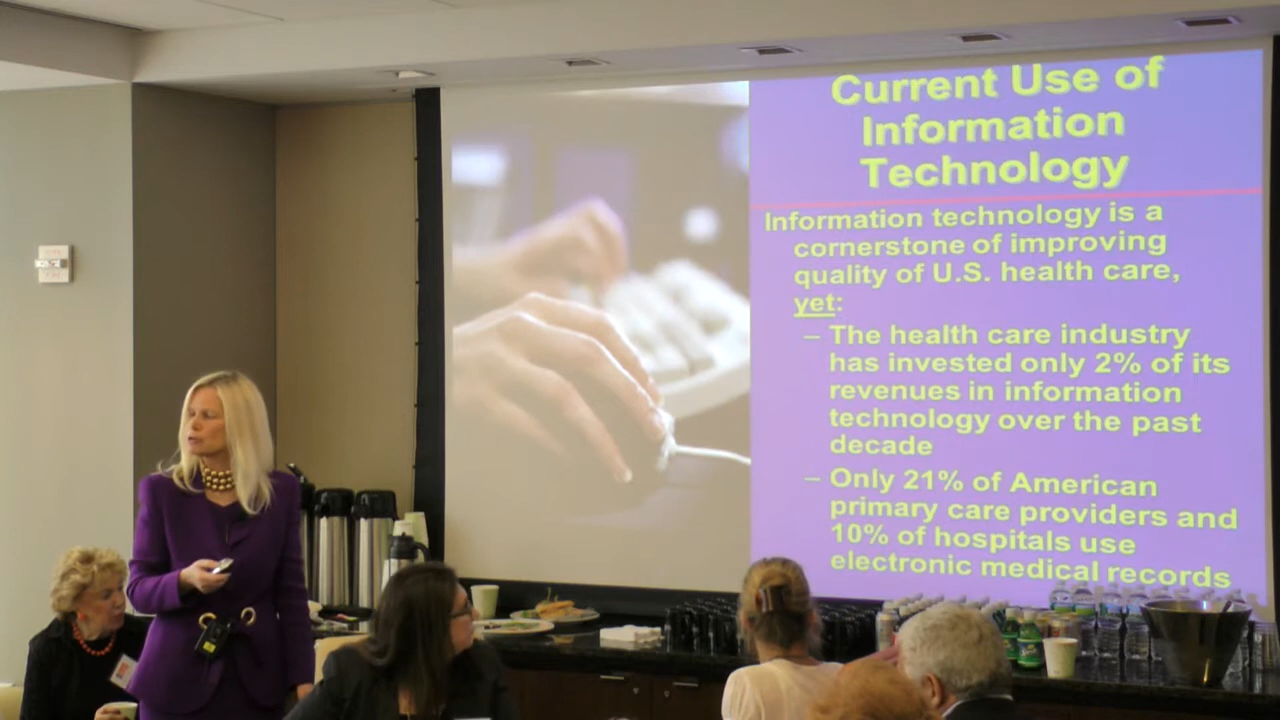 Current Use of
Information
Technology
Information technology is a
cornerstone of improving
quality of U.S. health care,
yet:
– The health care industry
has invested only 2% of its
revenues in information
technology over the past
decade
– Only 21% of American
primary care providers and
10% of hospitals use
electronic medical records